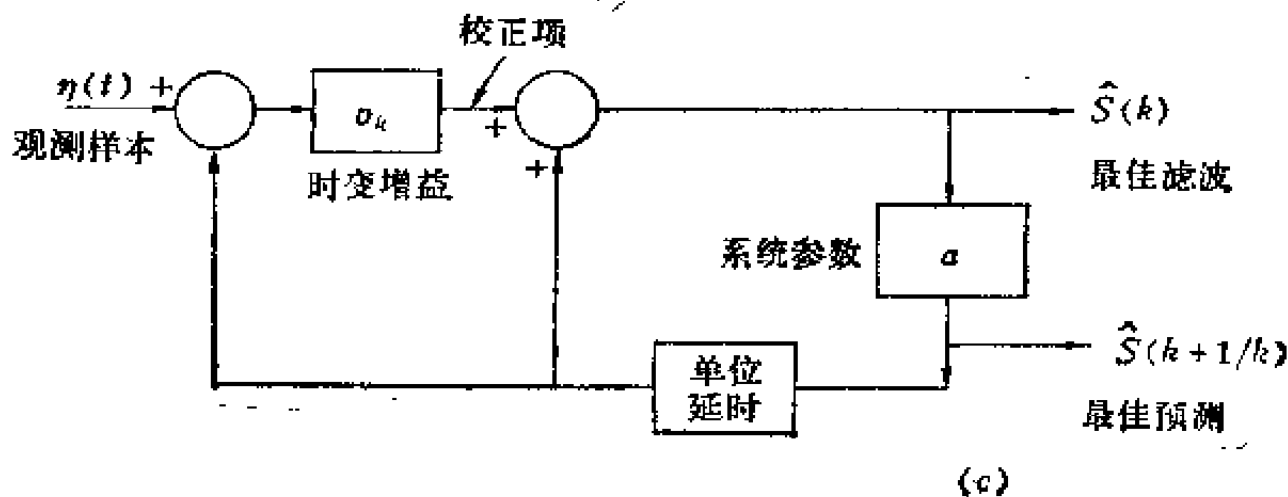 校正项
η(t) +
观测样本
a_k
时变增益
+
+
Ŝ(k)
最佳滤波
系统参数
a
单位
延时
Ŝ(k+1/k)
最佳预测
(c)